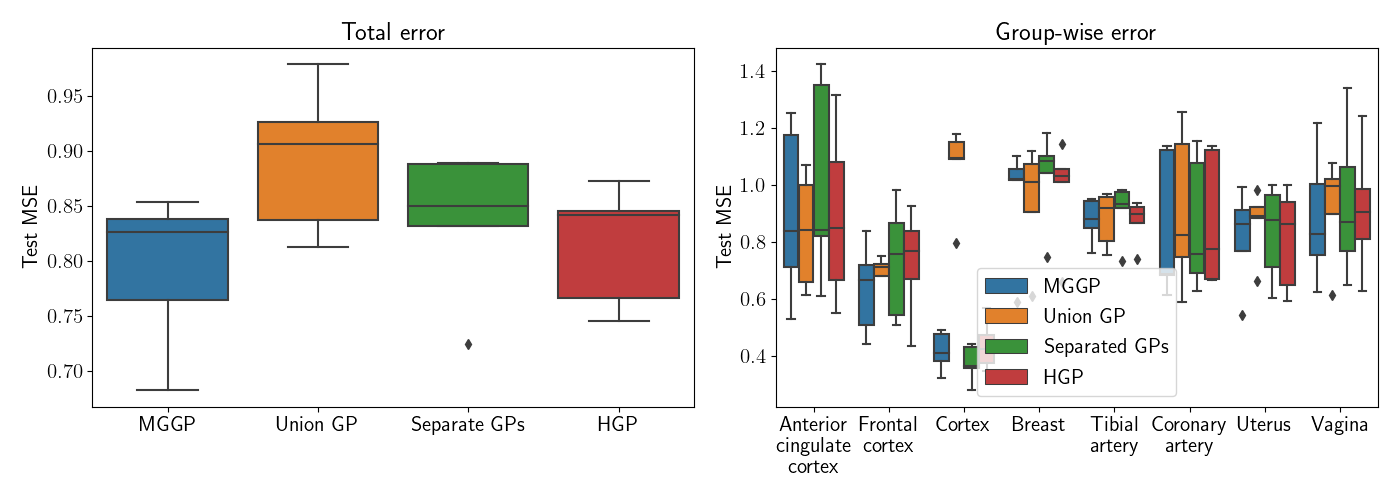 Total error
Test MSE
0.95
0.90
0.85
0.80
0.75
0.70
MGGP
Union GP
Separate GPs
HGP
Group-wise error
Test MSE
1.4
1.2
1.0
0.8
0.6
0.4
MGGP
Union GP
Separated GPs
HGP
Anterior
cingulate
cortex
Frontal
cortex
Cortex
Breast
Tibial
artery
Coronary
artery
Uterus
Vagina